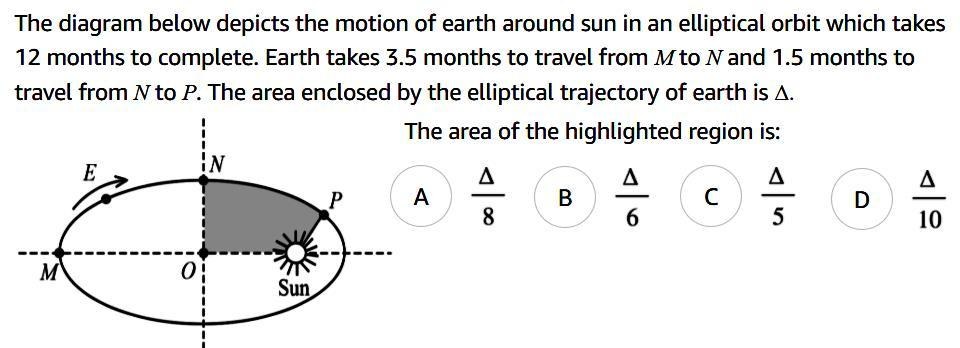 The diagram below depicts the motion of earth around sun in an elliptical orbit which takes
12 months to complete. Earth takes 3.5 months to travel from M to N and 1.5 months to
travel from N to P. The area enclosed by the elliptical trajectory of earth is Δ.
The area of the highlighted region is:
E
N
P
M
O
Sun
A Δ/8 B Δ/6 C Δ/5 D Δ/10